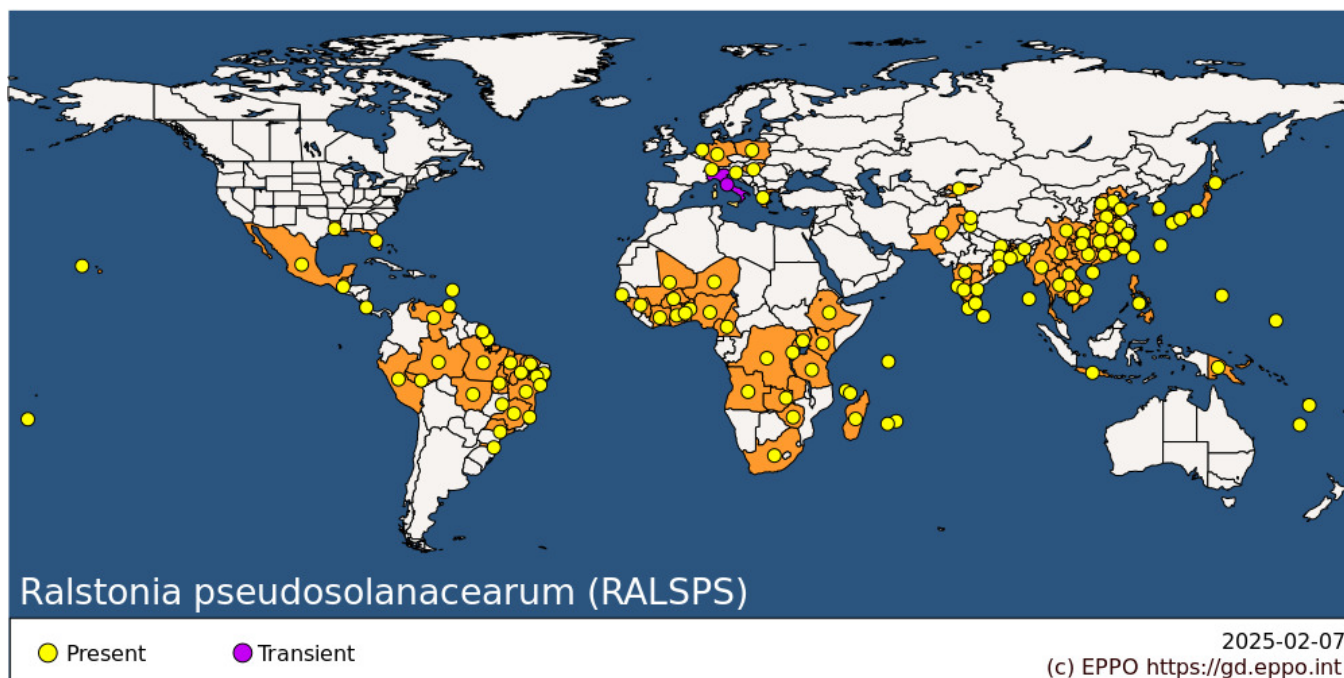 Ralstonia pseudosolanacearum (RALSPS)
Present
Transient
2025-02-07
(c) EPPO https://gd.eppo.int